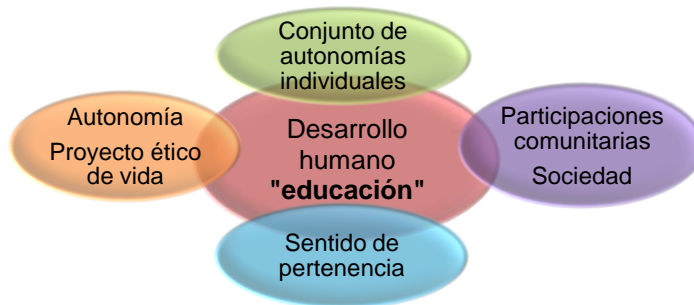 Conjunto de
autonomías
individuales
Autonomía
Proyecto ético
de vida
Desarrollo
humano
"educación"
Participaciones
comunitarias
Sociedad
Sentido de
pertenencia